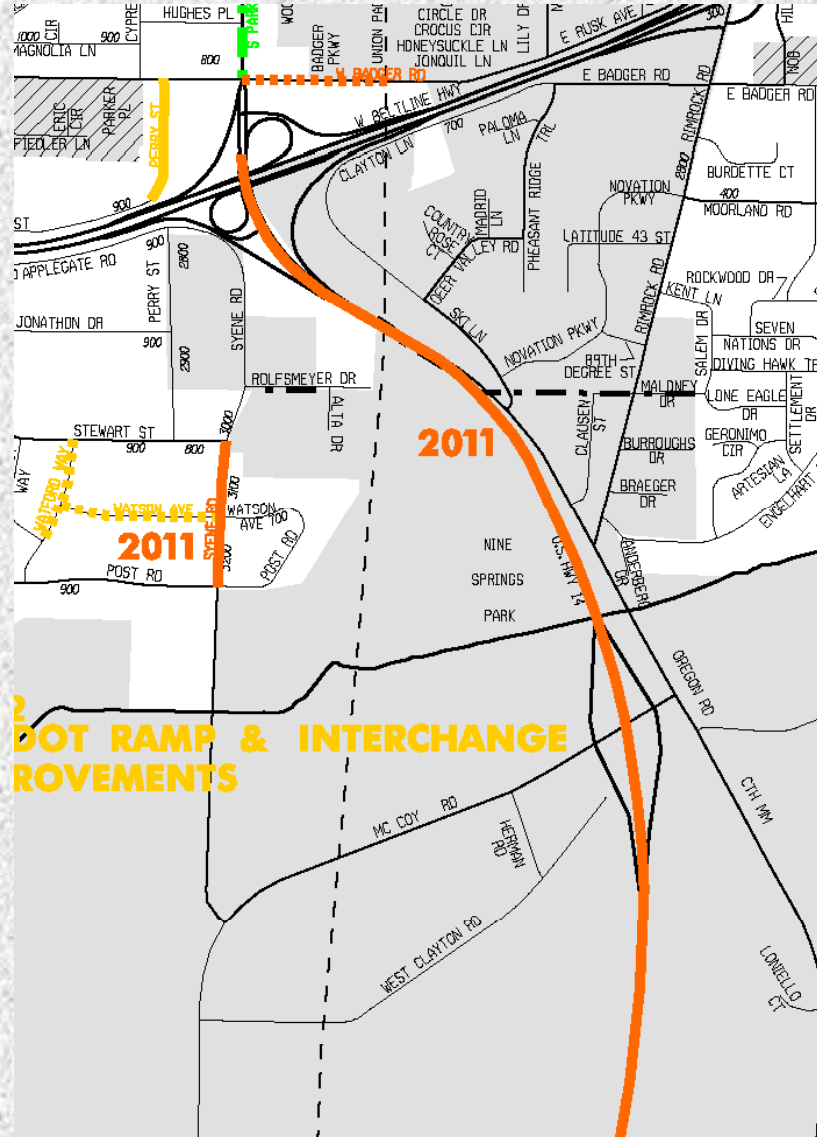 HUGHES PL
1000
CIR
900
CYPRE
MAGNOLIA LN
800
S PARK
BADGER
PKWY
UNION PA
CIRCLE DR
CROCUS CIR
HONEYSUCKLE LN
JONQUIL LN
LILY D
E RUSK AVE
300
NOB
HIL
W BADGER RD
E BADGER RD
E BADGER RD
W BELTLINE HWY
700
ERIC
CIR
PARKER
PL
FIEDLER LN
PERRY ST
CLAYTON LN
PALOMA
LN
TRL
PHEASANT RIDGE
RIMROCK RD
2800
BURDETTE CT
NOVATION
PKWY
400
MOORLAND RD
900
ST
COUNTRY
ROSE
CT
MADRID
LN
DEER VALLEY RD
LATITUDE 43 ST
900
2800
APPLEGATE RD
PERRY ST
SYENE RD
SKI LN
RIMROCK RD
ROCKWOOD DR
KENT LN
JONATHON DR
900
2900
NOVATION PKWY
89TH
DEGREE ST
SALEM DR
SEVEN
NATIONS DR
DIVING HAWK TR
ROLFSMEYER DR
ALTA DR
MALONEY
DR
LONE EAGLE
DR
SETTLEMENT
DR
STEWART ST
900
800
3000
2011
CLAUSEN
ST
BURROUGHS
DR
GERONIMO
CIR
WAY
WATFORD WAY
3100
BRAEGER
DR
ARTESIAN
LA
ENGELHART
WATSON AVE
WATSON
AVE 700
SYENE RD
2011
3200
POST RD
POST RD
900
NINE
SPRINGS
PARK
U.S. HWY 14
ANDERBERG
DR
OREGON RD
2
DOT RAMP & INTERCHANGE
ROVEMENTS
MC COY RD
HERMAN
RD
CTH MM
WEST CLAYTON RD
LONIELLO
CT